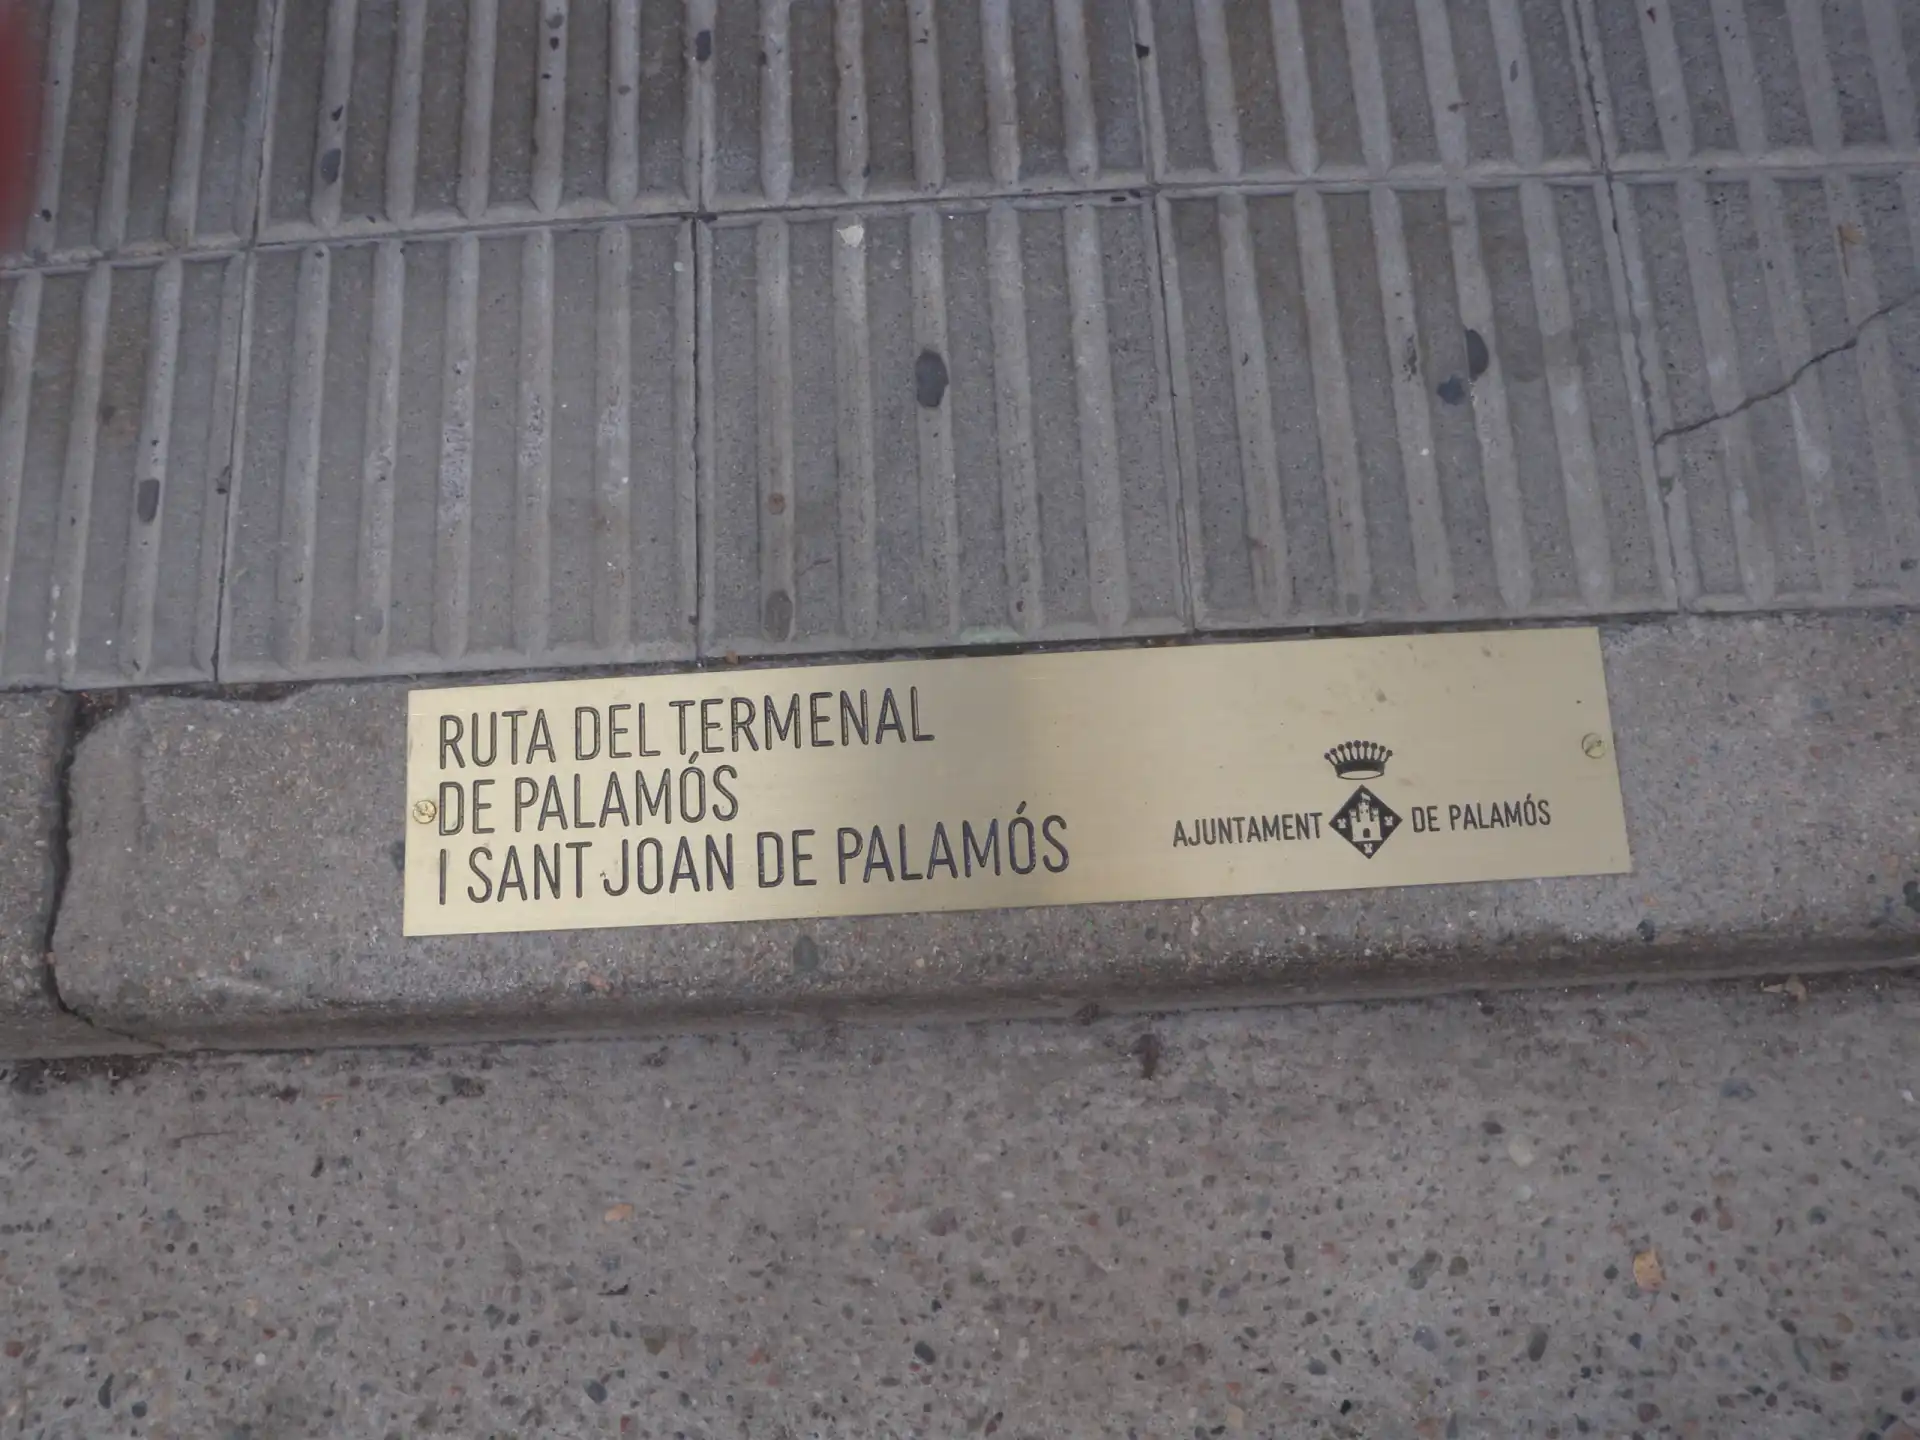 RUTA DEL TERMENAL
DE PALAMÓS
I SANT JOAN DE PALAMÓS
AJUNTAMENT DE PALAMÓS